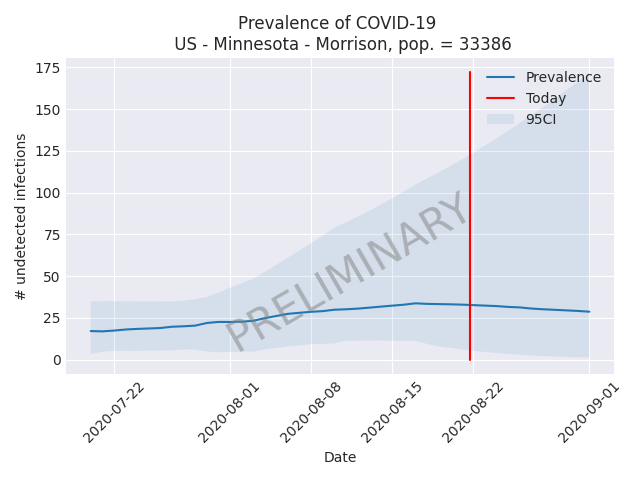 Prevalence of COVID-19
US - Minnesota - Morrison, pop. = 33386
175
150
125
100
75
50
25
0
# undetected infections
Prevalence
Today
95CI
PRELIMINARY
2020-07-22
2020-08-01
2020-08-08
2020-08-15
2020-08-22
2020-09-01
Date